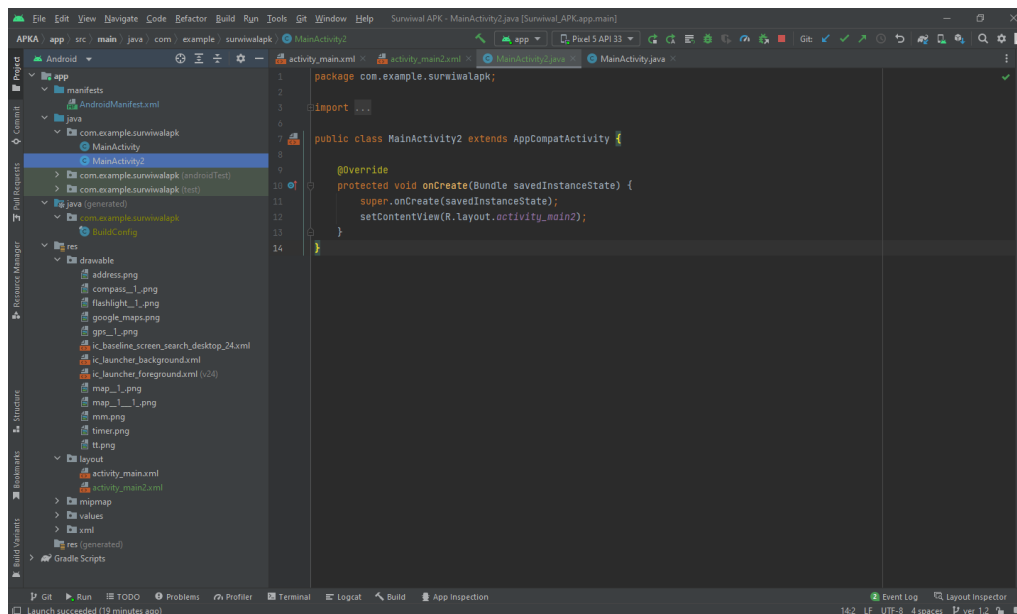 File Edit View Navigate Code Refactor Build Run Tools Git Window Help Surwiwal APK - MainActivity2.java [Surwiwal_APK.app.main]
APKA app src main java com example surwiwalapk MainActivity2 app Pixel 5 API 33 Git:
Android
activity_main.xml activity_main2.xml MainActivity2.java MainActivity.java
Project
Commit
Pull Requests
Resource Manager
Structure
Bookmarks
Build Variants
app
manifests
AndroidManifest.xml
java
com.example.surwiwalapk
MainActivity
MainActivity2
com.example.surwiwalapk (androidTest)
com.example.surwiwalapk (test)
java (generated)
com.example.surwiwalapk
BuildConfig
res
drawable
address.png
compass__1_.png
flashlight__1_.png
google_maps.png
gps__1_.png
ic_baseline_screen_search_desktop_24.xml
ic_launcher_background.xml
ic_launcher_foreground.xml (v24)
map__1_.png
map__1__1_.png
mm.png
timer.png
tt.png
layout
activity_main.xml
activity_main2.xml
mipmap
values
xml
res (generated)
Gradle Scripts
1 package com.example.surwiwalapk;
2
3 import ...
6
7 public class MainActivity2 extends AppCompatActivity {
8
9 @Override
10 protected void onCreate(Bundle savedInstanceState) {
11 super.onCreate(savedInstanceState);
12 setContentView(R.layout.activity_main2);
13 }
14 }
Git Run TODO Problems Profiler Terminal Logcat Build App Inspection 2 Event Log Layout Inspector
Launch succeeded (19 minutes ago) 14:2 LF UTF-8 4 spaces ver 1.2